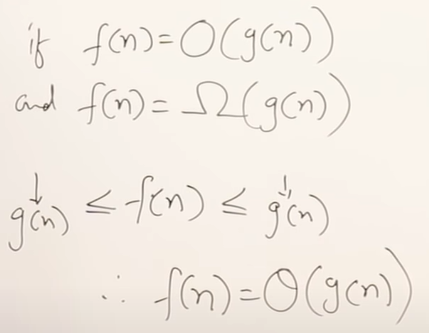 if f(n)=O(g(n))
and f(n)=Ω(g(n))
g(n) ≤ f(n) ≤ g(n)
∴ f(n)=Θ(g(n))